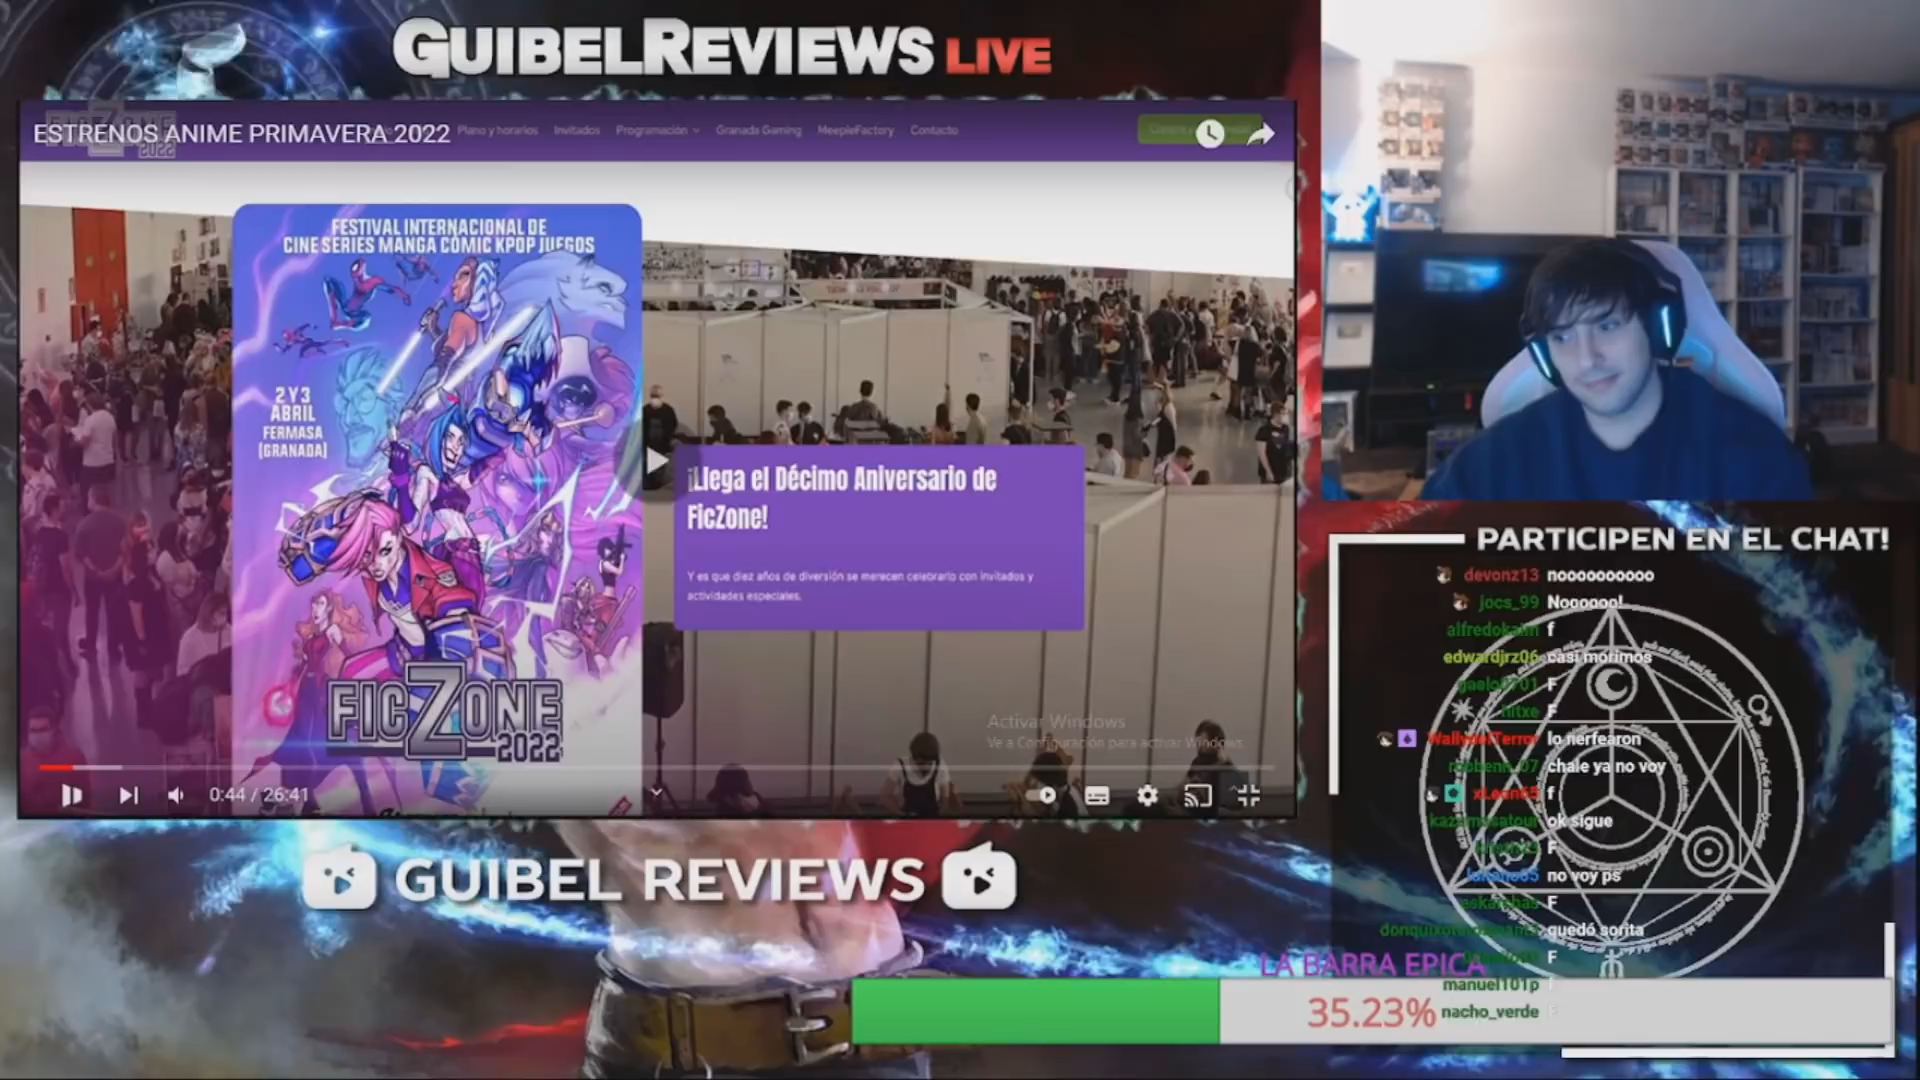 GUIBELREVIEWS LIVE
ESTRENOS ANIME PRIMAVERA 2022
Plano y horarios Invitados Programación Granada Gaming MeepleFactory Contacto
FESTIVAL INTERNACIONAL DE
CINE SERIES MANGA CÓMIC KPOP JUEGOS
2 Y 3
ABRIL
FERMASA
(GRANADA)
FICZONE
2022
¡Llega el Décimo Aniversario de
FicZone!
Y es que diez años de diversión se merecen celebrarlo con invitados y
actividades especiales.
Activar Windows
Ve a Configuración para activar Windows.
0:44 / 26:41
GUIBEL REVIEWS
PARTICIPEN EN EL CHAT!
devonz13 noooooooooo
jocs_99 Noooooo!
f
edwardjrz06 casi morimos
F
F
lo nerfearon
chale ya no voy
f
ok sigue
F
no voy ps
F
quedó sorita
F
manuel101p
nacho_verde
LA BARRA EPICA
35.23%